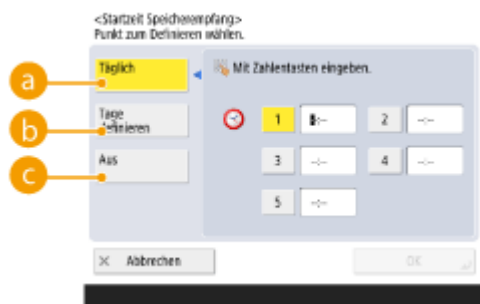 <Startzeit Speicherempfang>
Punkt zum Definieren wählen.
a
Täglich
Mit Zahlentasten eingeben.
b
Tage
definieren
1
-:--
2
-:--
c
Aus
3
-:--
4
-:--
5
-:--
× Abbrechen
OK